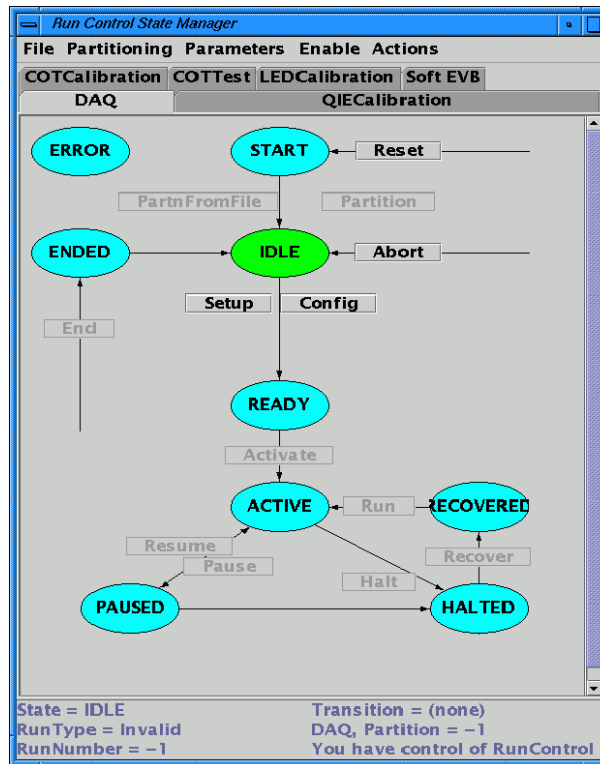 Run Control State Manager
File Partitioning Parameters Enable Actions
COTCalibration COTTest LEDCalibration Soft EVB
DAQ QIECalibration
ERROR START Reset
PartnFromFile Partition
ENDED IDLE Abort
Setup Config
End
READY
Activate
ACTIVE Run RECOVERED
Resume
Pause Recover
Halt
PAUSED HALTED
State = IDLE Transition = (none)
RunType = Invalid DAQ, Partition = -1
RunNumber = -1 You have control of RunControl